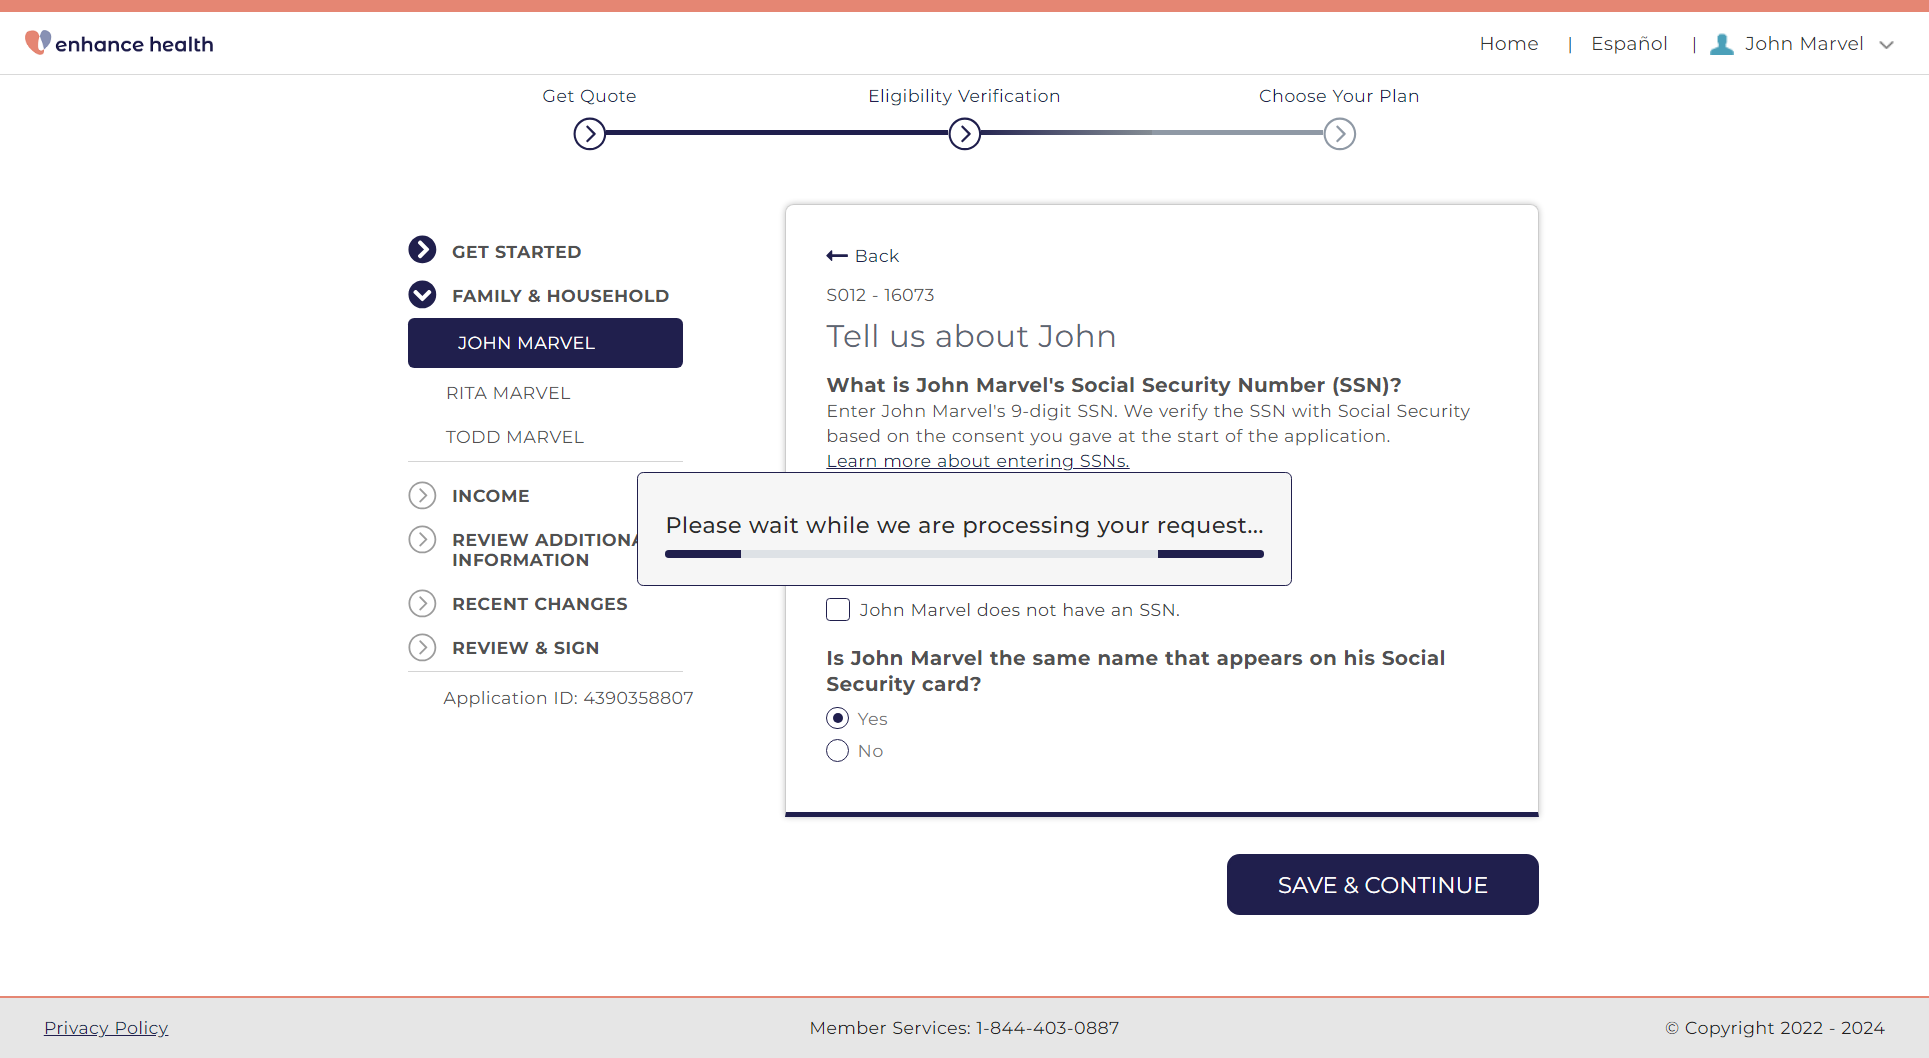 enhance health
Home | Español | John Marvel
Get Quote
Eligibility Verification
Choose Your Plan
GET STARTED
FAMILY & HOUSEHOLD
JOHN MARVEL
RITA MARVEL
TODD MARVEL
INCOME
REVIEW ADDITIONA
INFORMATION
RECENT CHANGES
REVIEW & SIGN
Application ID: 4390358807
Back
S012 - 16073
Tell us about John
What is John Marvel's Social Security Number (SSN)?
Enter John Marvel's 9-digit SSN. We verify the SSN with Social Security
based on the consent you gave at the start of the application.
Learn more about entering SSNs.
Please wait while we are processing your request...
John Marvel does not have an SSN.
Is John Marvel the same name that appears on his Social
Security card?
Yes
No
SAVE & CONTINUE
Privacy Policy
Member Services: 1-844-403-0887
© Copyright 2022 - 2024